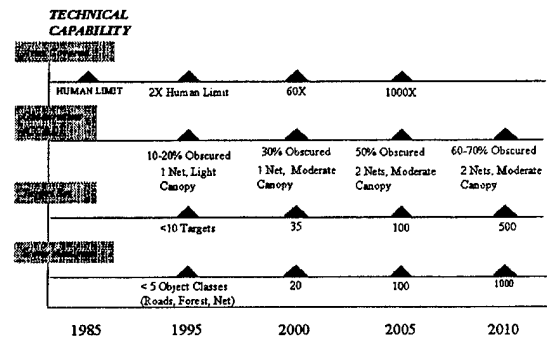 TECHNICAL
CAPABILITY
HUMAN LIMIT 2X Human Limit 60X 1000X
10-20% Obscured 30% Obscured 50% Obscured 60-70% Obscured
1 Net, Light 1 Net, Moderate 2 Nets, Moderate 2 Nets, Moderate
Canopy Canopy Canopy Canopy
<10 Targets 35 100 500
< 5 Object Classes 20 100 1000
(Roads, Forest, Net)
1985 1995 2000 2005 2010